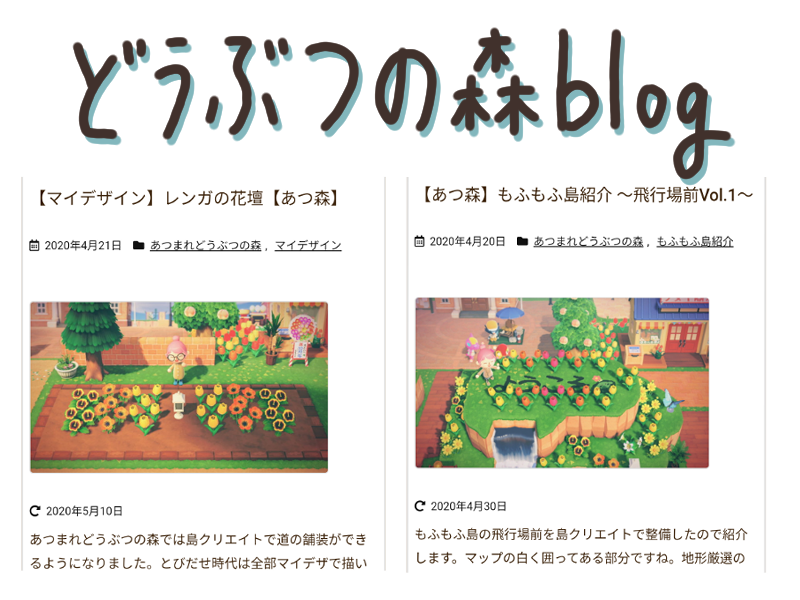 どうぶつの森blog
【マイデザイン】レンガの花壇【あつ森】
2020年4月21日 あつまれどうぶつの森 , マイデザイン
2020年5月10日
あつまれどうぶつの森では島クリエイトで道の舗装ができ
るようになりました。とびだせ時代は全部マイデザで描い
【あつ森】もふもふ島紹介 〜飛行場前Vol.1〜
2020年4月20日 あつまれどうぶつの森 , もふもふ島紹介
ようこそ
2020年4月30日
もふもふ島の飛行場前を島クリエイトで整備したので紹介
します。マップの白く囲ってある部分ですね。地形厳選の